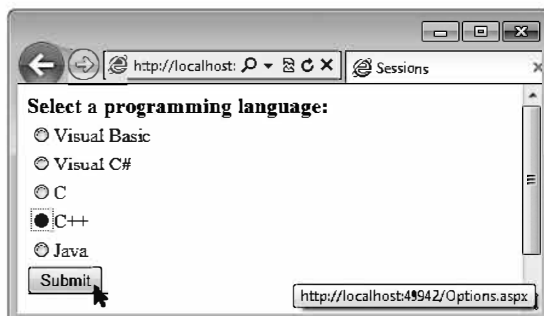 http://localhost:
Sessions
Select a programming language:
Visual Basic
Visual C#
C
C++
Java
Submit
http://localhost:49942/Options.aspx